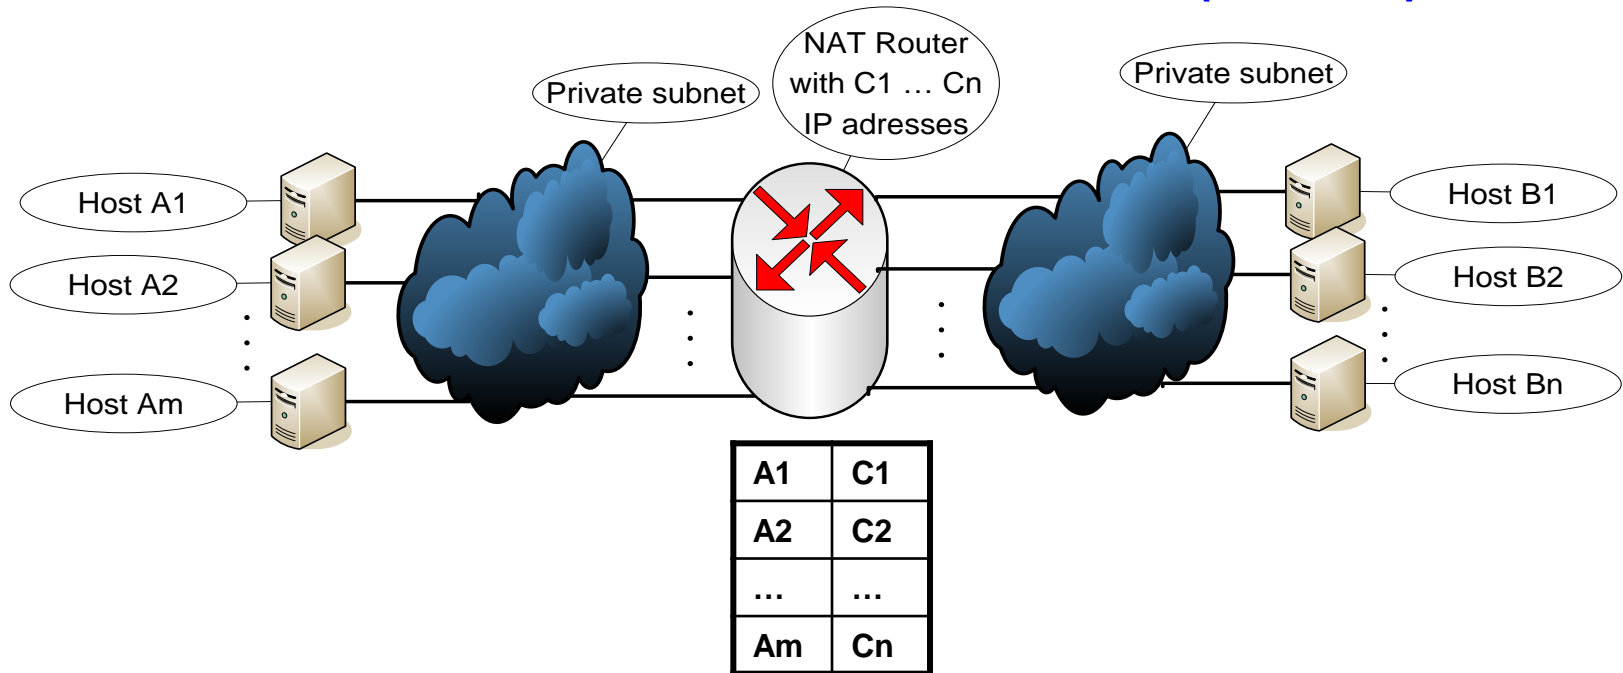 NAT Router
with C1 … Cn
IP adresses
Private subnet
Private subnet
Host A1
Host B1
Host A2
Host B2
Host Am
Host Bn
A1 C1
A2 C2
… …
Am Cn